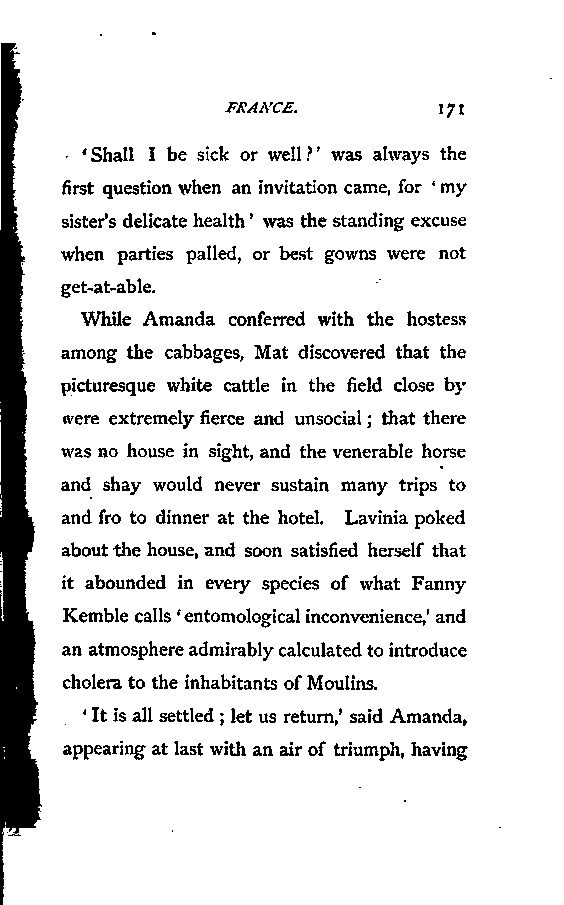 FRANCE. 171
'Shall I be sick or well?' was always the
first question when an invitation came, for 'my
sister's delicate health' was the standing excuse
when parties palled, or best gowns were not
get-at-able.
While Amanda conferred with the hostess
among the cabbages, Mat discovered that the
picturesque white cattle in the field close by
were extremely fierce and unsocial; that there
was no house in sight, and the venerable horse
and shay would never sustain many trips to
and fro to dinner at the hotel. Lavinia poked
about the house, and soon satisfied herself that
it abounded in every species of what Fanny
Kemble calls 'entomological inconvenience,' and
an atmosphere admirably calculated to introduce
cholera to the inhabitants of Moulins.
'It is all settled; let us return,' said Amanda,
appearing at last with an air of triumph, having